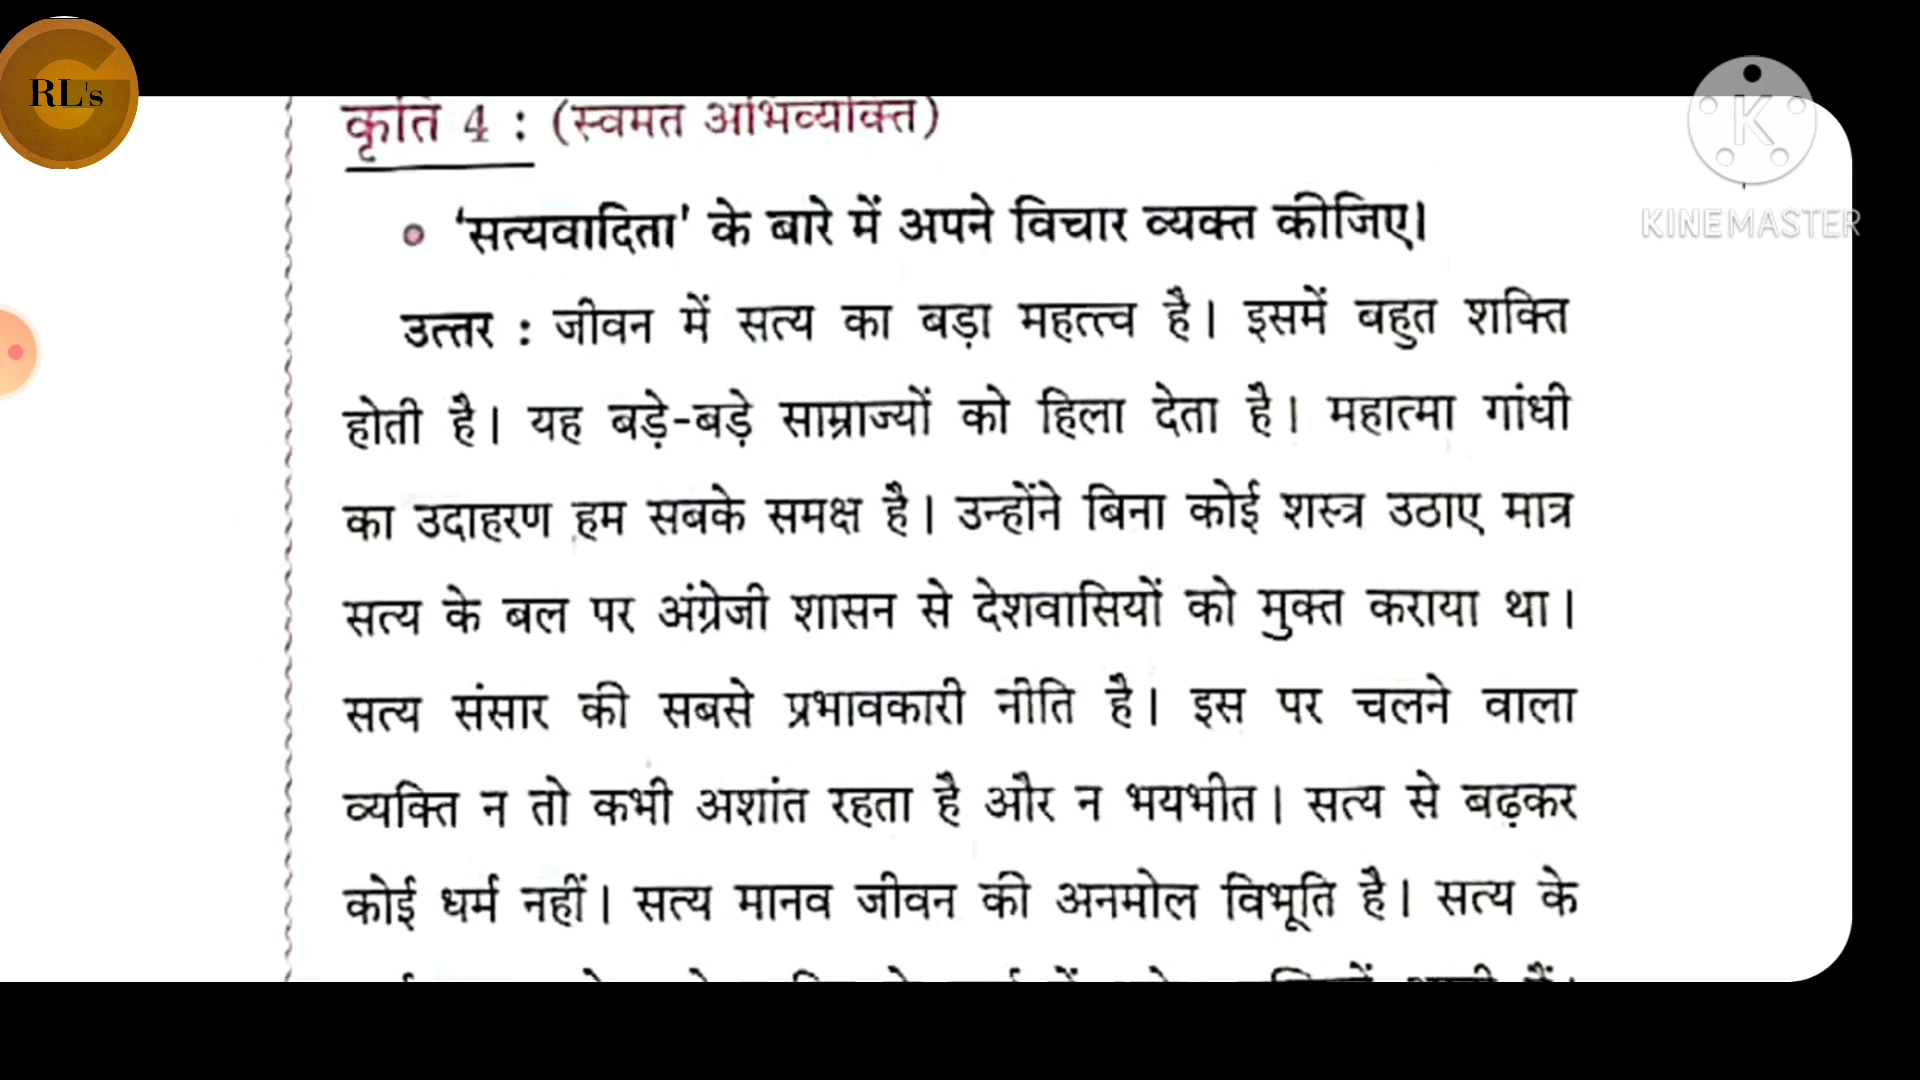 RL's
कृति 4 : (स्वमत अभिव्यक्ति)
KINEMASTER
• 'सत्यवादिता' के बारे में अपने विचार व्यक्त कीजिए।
उत्तर : जीवन में सत्य का बड़ा महत्त्व है। इसमें बहुत शक्ति
होती है। यह बड़े-बड़े साम्राज्यों को हिला देता है। महात्मा गांधी
का उदाहरण हम सबके समक्ष है। उन्होंने बिना कोई शस्त्र उठाए मात्र
सत्य के बल पर अंग्रेजी शासन से देशवासियों को मुक्त कराया था।
सत्य संसार की सबसे प्रभावकारी नीति है। इस पर चलने वाला
व्यक्ति न तो कभी अशांत रहता है और न भयभीत। सत्य से बढ़कर
कोई धर्म नहीं। सत्य मानव जीवन की अनमोल विभूति है। सत्य के